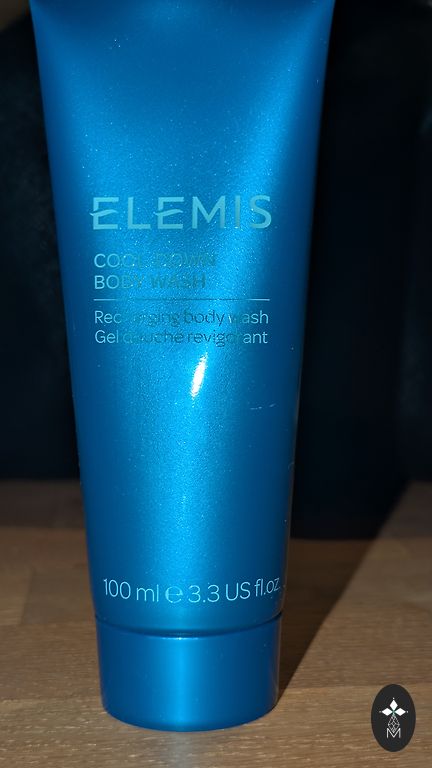 ELEMIS
COOL DOWN
BODY WASH
Recharging body wash
Gel douche revigorant
100 ml e 3.3 US fl.oz.
M